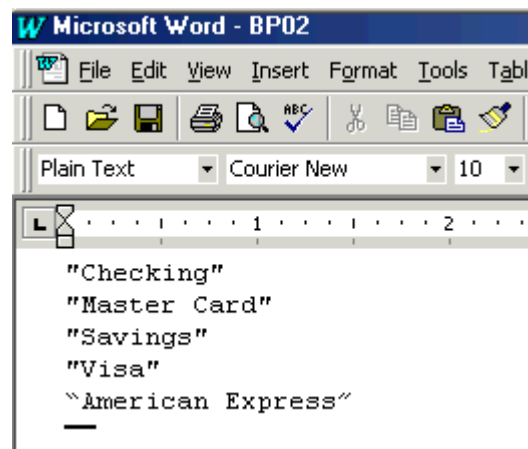 Microsoft Word - BP02
File Edit View Insert Format Tools Tabl
ABC
Plain Text Courier New 10
L 1 2
"Checking"
"Master Card"
"Savings"
"Visa"
“American Express”